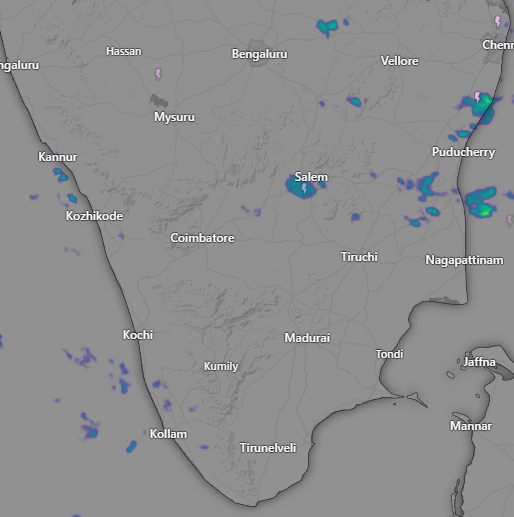 Hassan
Bengaluru
Chenn
ngaluru
Vellore
Mysuru
Kannur
Puducherry
Salem
Kozhikode
Coimbatore
Tiruchi
Nagapattinam
Kochi
Madurai
Tondi
Jaffna
Kumily
Mannar
Kollam
Tirunelveli